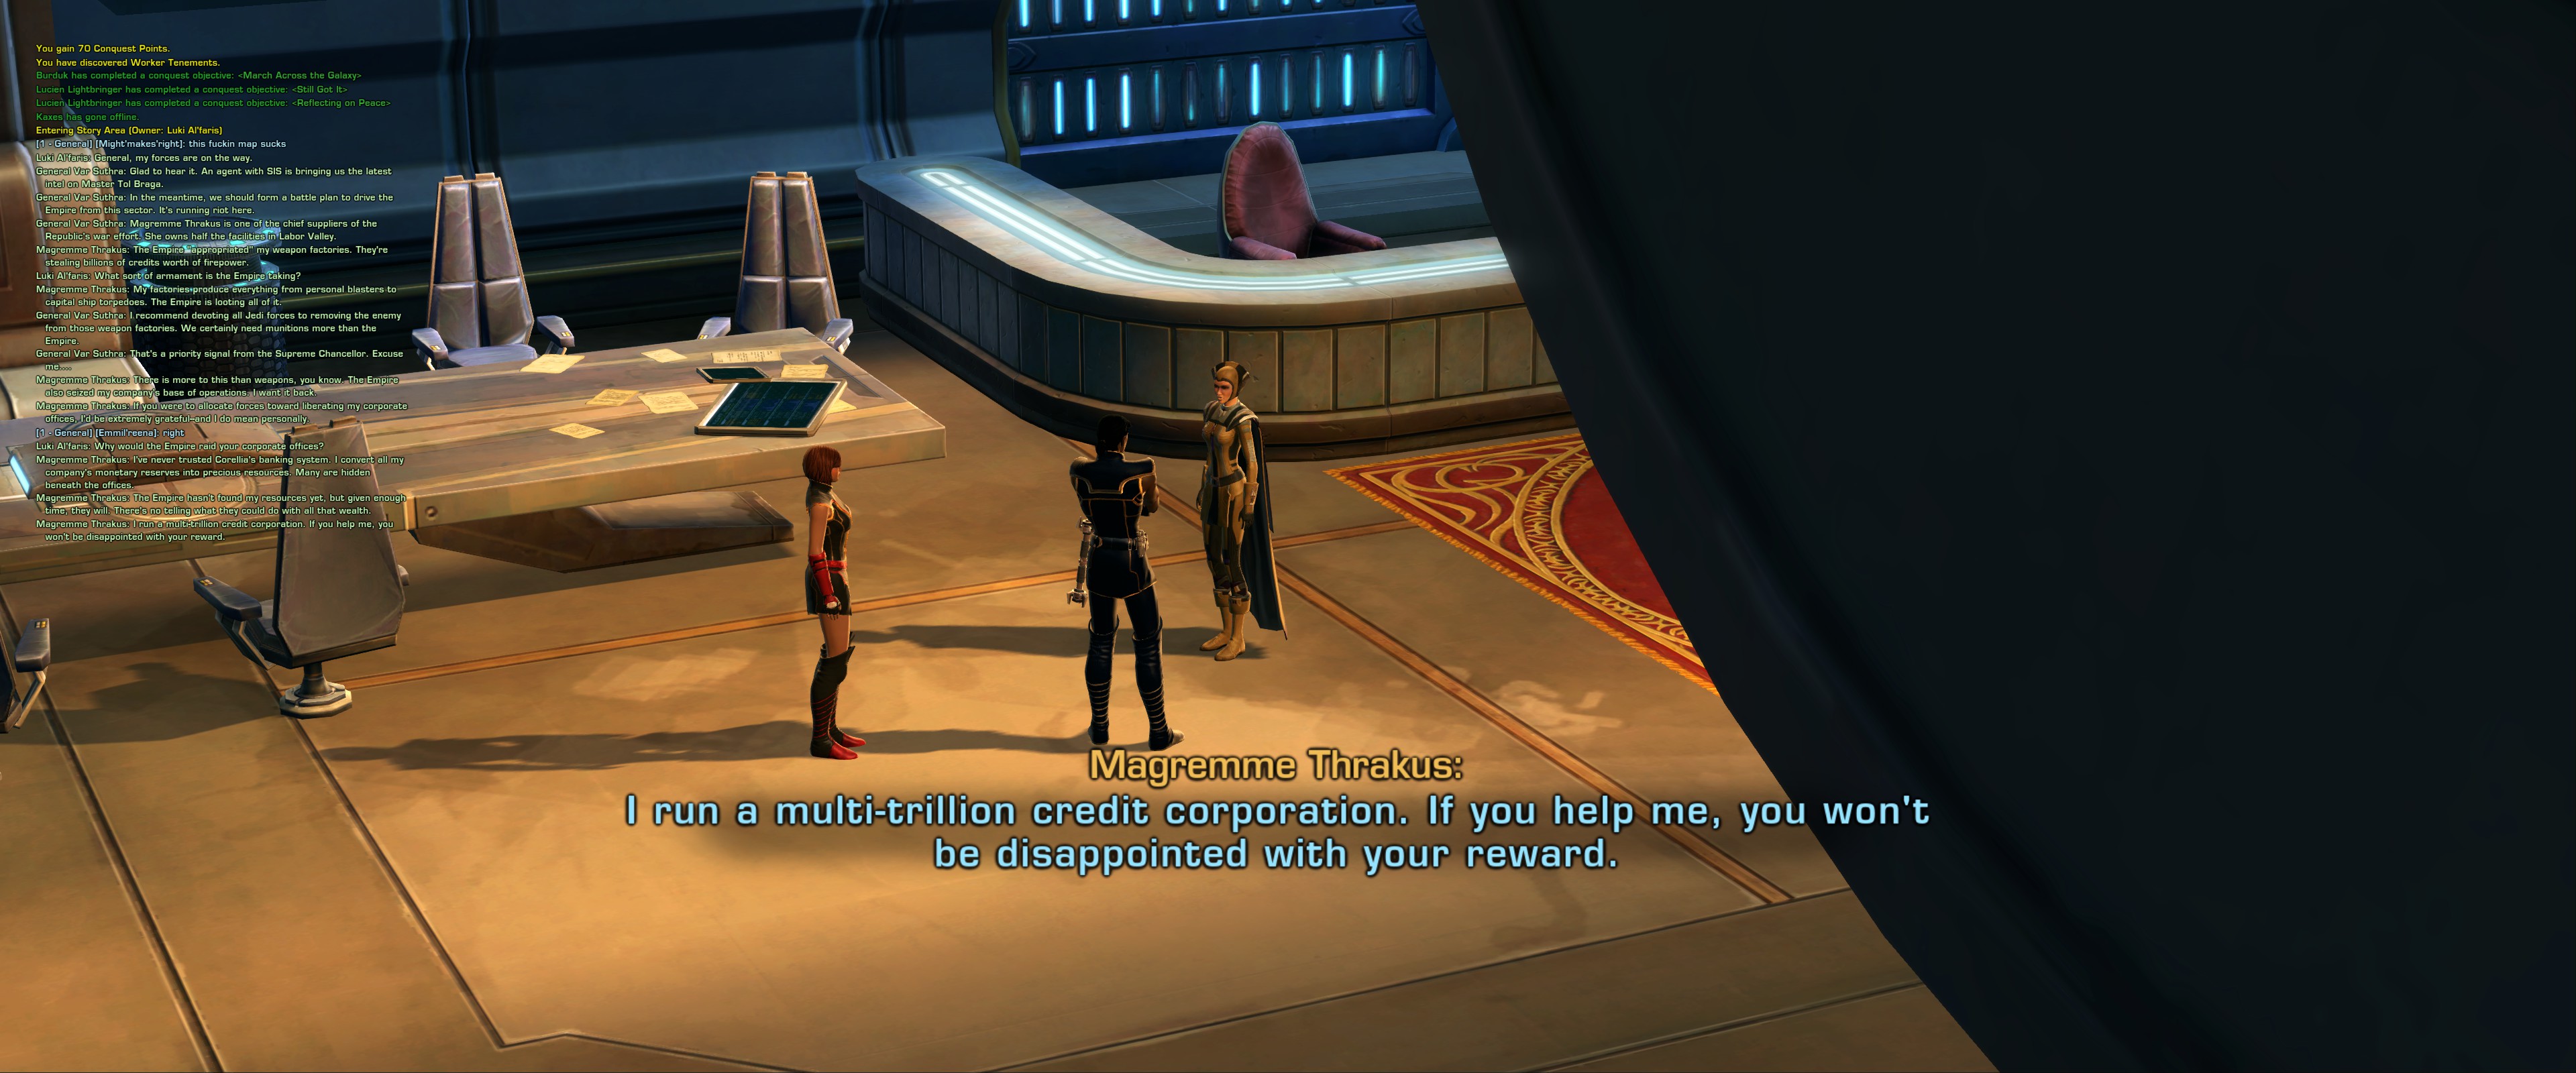 You gain 70 Conquest Points.
You have discovered Worker Tenements.
Burduk has completed a conquest objective: <March Across the Galaxy>
Lucien Lightbringer has completed a conquest objective: <Still Got It>
Lucien Lightbringer has completed a conquest objective: <Reflecting on Peace>
Kaxes has gone offline.
Entering Story Area (Owner: Luki Al'faris)
[1 - General] [Might'makes'right]: this fuckin map sucks
Luki Al'faris: General, my forces are on the way.
General Var Suthra: Glad to hear it. An agent with SIS is bringing us the latest
intel on Master Tol Braga.
General Var Suthra: In the meantime, we should form a battle plan to drive the
Empire from this sector. It's running riot here.
General Var Suthra: Magremme Thrakus is one of the chief suppliers of the
Republic's war effort. She owns half the facilities in Labor Valley.
Magremme Thrakus: The Empire "appropriated" my weapon factories. They're
stealing billions of credits worth of firepower.
Luki Al'faris: What sort of armament is the Empire taking?
Magremme Thrakus: My factories produce everything from personal blasters to
capital ship torpedoes. The Empire is looting all of it.
General Var Suthra: I recommend devoting all Jedi forces to removing the enemy
from those weapon factories. We certainly need munitions more than the
Empire.
General Var Suthra: That's a priority signal from the Supreme Chancellor. Excuse
me....
Magremme Thrakus: There is more to this than weapons, you know. The Empire
also seized my company's base of operations. I want it back.
Magremme Thrakus: If you were to allocate forces toward liberating my corporate
offices, I'd be extremely grateful--and I do mean personally.
[1 - General] [Emmil'reena]: right
Luki Al'faris: Why would the Empire raid your corporate offices?
Magremme Thrakus: I've never trusted Corellia's banking system. I convert all my
company's monetary reserves into precious resources. Many are hidden
beneath the offices.
Magremme Thrakus: The Empire hasn't found my resources yet, but given enough
time, they will. There's no telling what they could do with all that wealth.
Magremme Thrakus: I run a multi-trillion credit corporation. If you help me, you
won't be disappointed with your reward.
Magremme Thrakus:
I run a multi-trillion credit corporation. If you help me, you won't
be disappointed with your reward.